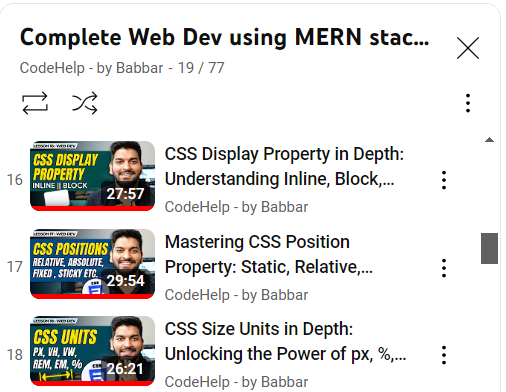 Complete Web Dev using MERN stac...
CodeHelp - by Babbar - 19 / 77
16
LESSON 16: WEB DEV
CSS DISPLAY
PROPERTY
INLINE || BLOCK
27:57
CSS Display Property in Depth:
Understanding Inline, Block,...
CodeHelp - by Babbar
17
LESSON 17: WEB DEV
CSS POSITIONS
RELATIVE, ABSOLUTE,
FIXED , STICKY ETC.
29:54
Mastering CSS Position
Property: Static, Relative,...
CodeHelp - by Babbar
18
LESSON 18: WEB DEV
CSS UNITS
PX, VH, VW,
REM, EM, %
26:21
CSS Size Units in Depth:
Unlocking the Power of px, %,...
CodeHelp - by Babbar